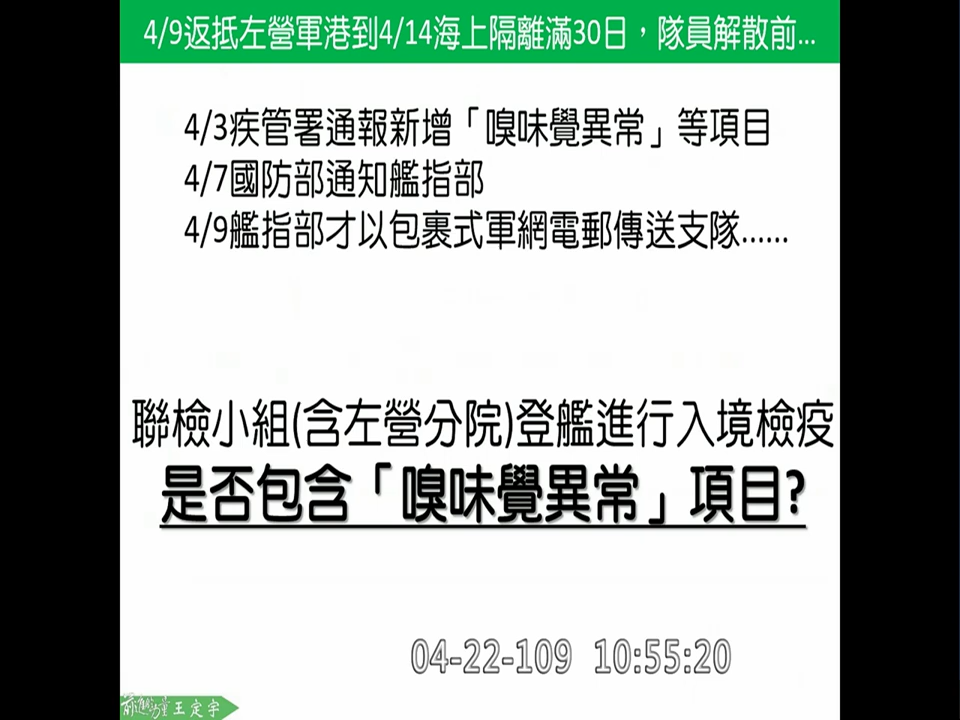 4/9返抵左營軍港到4/14海上隔離滿30日，隊員解散前...
4/3疾管署通報新增「嗅味覺異常」等項目
4/7國防部通知艦指部
4/9艦指部才以包裹式軍網電郵傳送支隊......
聯檢小組(含左營分院)登艦進行入境檢疫
是否包含「嗅味覺異常」項目?
04-22-109 10:55:20
王定宇